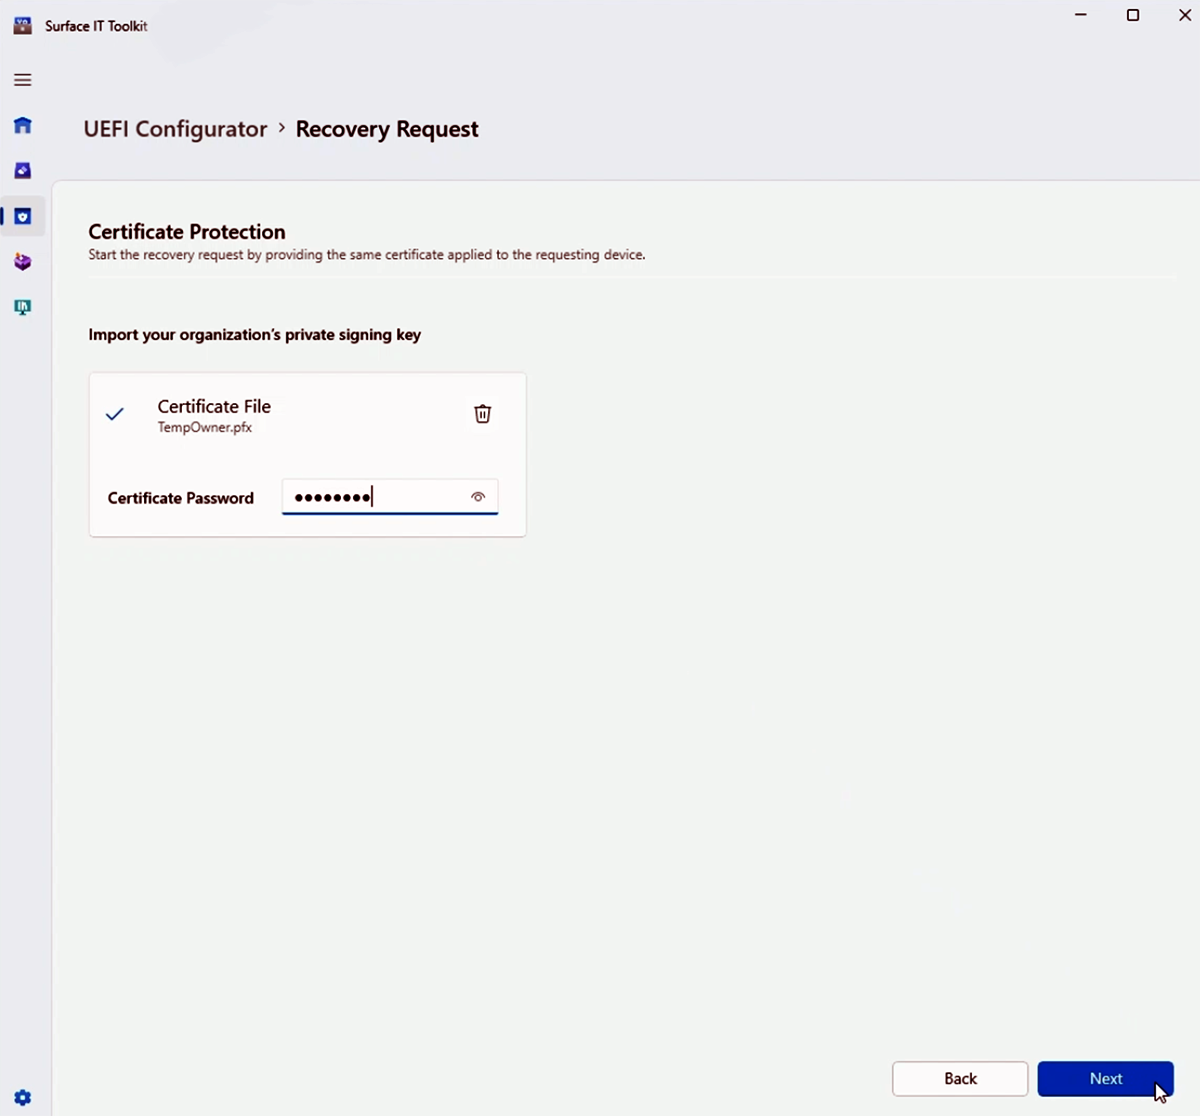 Surface IT Toolkit
UEFI Configurator > Recovery Request
Certificate Protection
Start the recovery request by providing the same certificate applied to the requesting device.
Import your organization's private signing key
Certificate File
TempOwner.pfx
Certificate Password ••••••••
Back Next